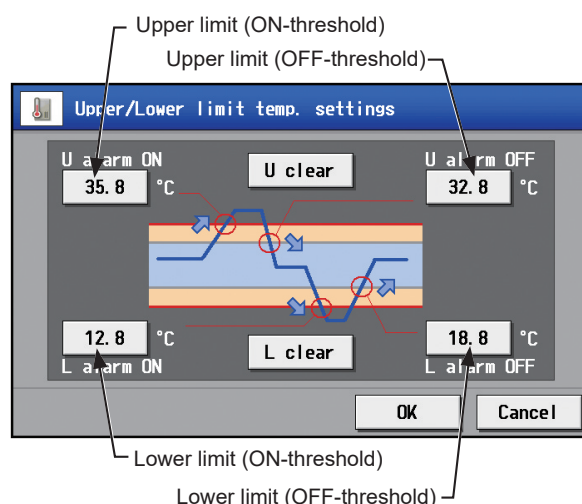 Upper limit (ON-threshold)
Upper limit (OFF-threshold)
Upper/Lower limit temp. settings
U alarm ON
U clear
U alarm OFF
35.8 °C
32.8 °C
12.8 °C
L clear
18.8 °C
L alarm ON
L alarm OFF
OK
Cancel
Lower limit (ON-threshold)
Lower limit (OFF-threshold)